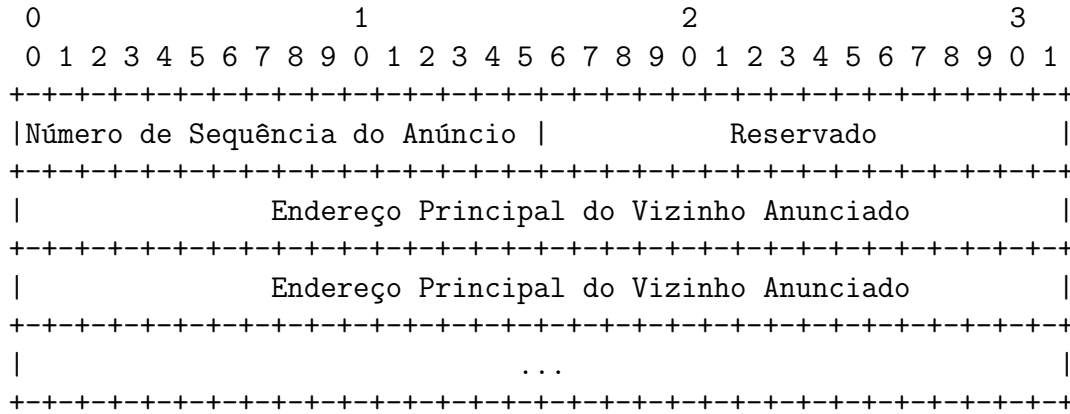 0                   1                   2                   3
0 1 2 3 4 5 6 7 8 9 0 1 2 3 4 5 6 7 8 9 0 1 2 3 4 5 6 7 8 9 0 1
+-+-+-+-+-+-+-+-+-+-+-+-+-+-+-+-+-+-+-+-+-+-+-+-+-+-+-+-+-+-+-+-+
|Número de Sequência do Anúncio |           Reservado           |
+-+-+-+-+-+-+-+-+-+-+-+-+-+-+-+-+-+-+-+-+-+-+-+-+-+-+-+-+-+-+-+-+
|               Endereço Principal do Vizinho Anunciado         |
+-+-+-+-+-+-+-+-+-+-+-+-+-+-+-+-+-+-+-+-+-+-+-+-+-+-+-+-+-+-+-+-+
|               Endereço Principal do Vizinho Anunciado         |
+-+-+-+-+-+-+-+-+-+-+-+-+-+-+-+-+-+-+-+-+-+-+-+-+-+-+-+-+-+-+-+-+
|                              ...                              |
+-+-+-+-+-+-+-+-+-+-+-+-+-+-+-+-+-+-+-+-+-+-+-+-+-+-+-+-+-+-+-+-+